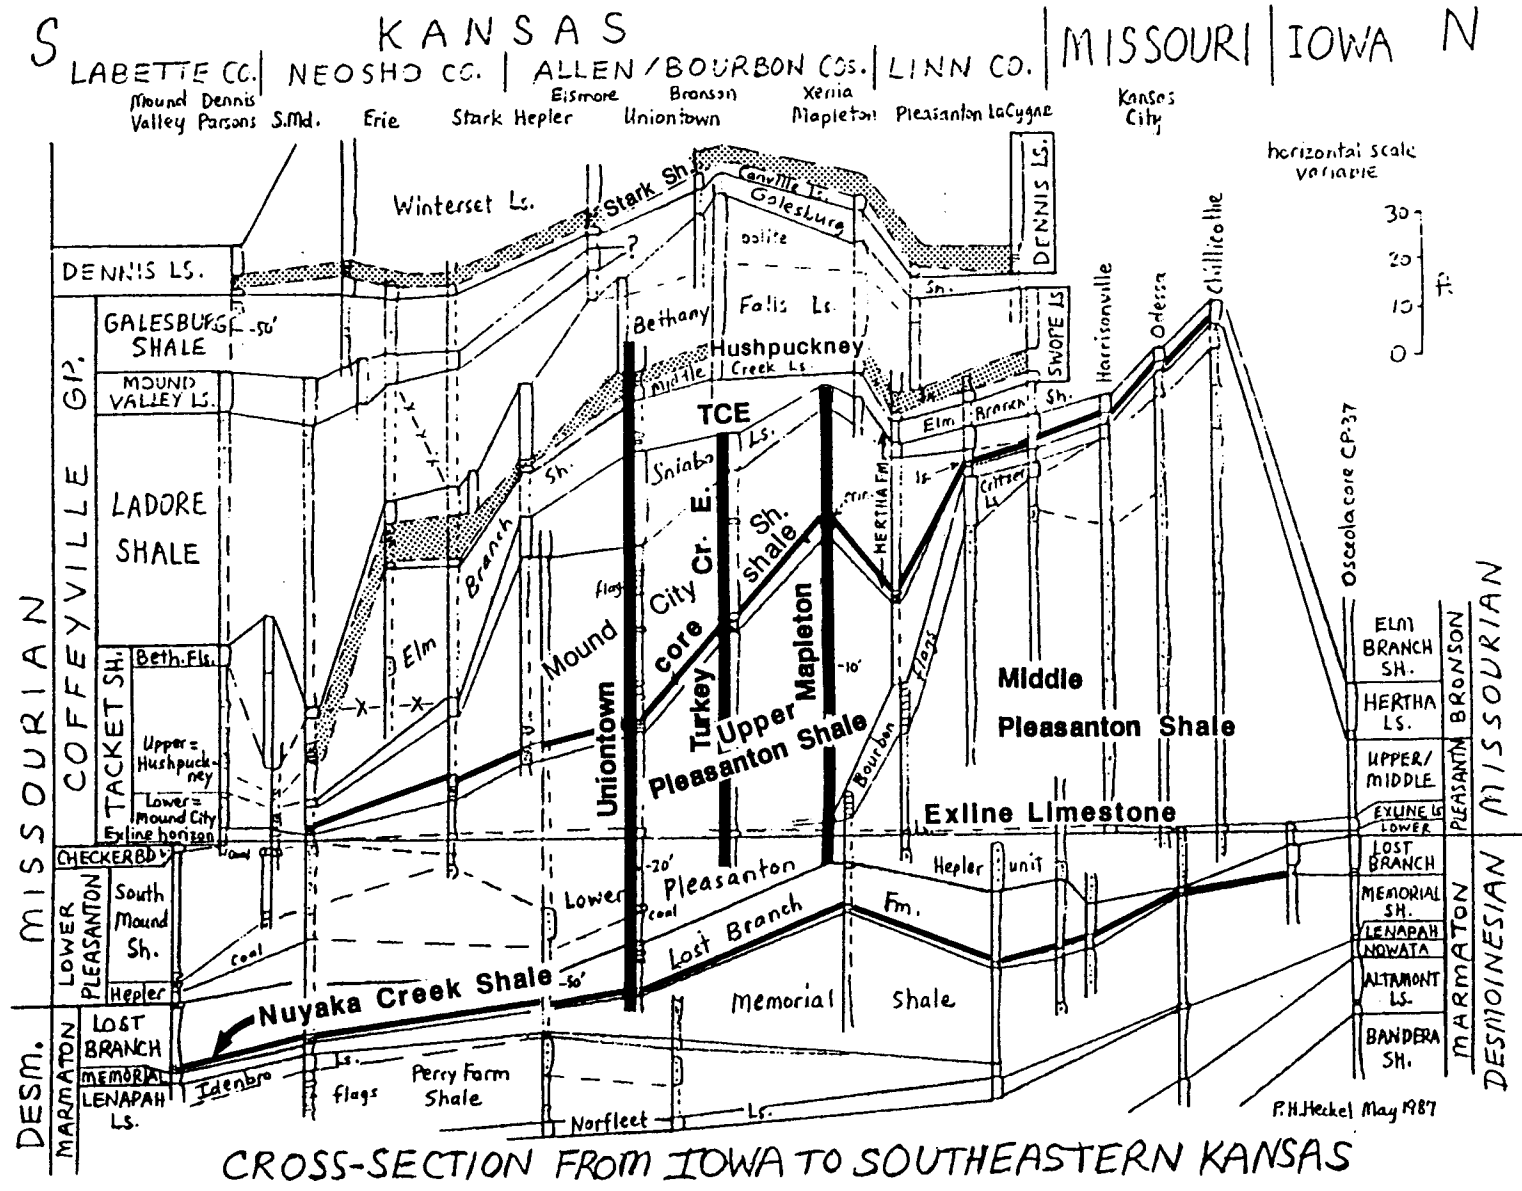 S KANSAS MISSOURI IOWA N
LABETTE CO. NEOSHO CO. ALLEN/BOURBON COS. LINN CO.
Mound Valley
Dennis Parsons
S.Md.
Erie
Stark
Hepler
Elsmore
Uniontown
Bronson
Xenia
Mapleton
Pleasanton
LaCygne
Kansas City
horizontal scale
variable
30
20
10
0
ft
Winterset Ls.
Stark Sh.
Canville Ls.
Galesburg
oolite
?
DENNIS LS.
DENNIS LS.
GALESBURG SHALE
-50'
MOUND VALLEY LS.
LADORE SHALE
Bethany Falls Ls.
Hushpuckney
Middle Creek Ls.
Sh.
SWOPE LS
Harrisonville
Odessa
Chillicothe
Osceola core CP-37
TCE
Elm Branch Sh.
Sniabar Ls.
Sh.
HERTHA FM
Ls.
Critzer Ls
Elm Branch
flags
Mound City Sh.
core shale
Uniontown
Turkey Cr. E.
Mapleton
-10'
Upper
Pleasanton Shale
Bourbon flags
Middle
Pleasanton Shale
Exline Limestone
MISSOURIAN
COFFEYVILLE GP.
TACKET SH.
Beth. Fls.
Upper =
Hushpuck-
ney
Lower =
Mound City
Exline horizon
CHECKERBD
coal
LOWER PLEASANTON
South
Mound
Sh.
Hepler
coal
Lower Pleasanton
-20'
coal
Hepler unit
Lost Branch Fm.
Nuyaka Creek Shale
-50'
Memorial Shale
DESM.
MARMATON
LOST
BRANCH
MEMORIAL
LENAPAH
Ls.
Idenbro Ls.
flags
Perry Farm
Shale
Norfleet Ls.
ELM
BRANCH
SH.
HERTHA
LS.
UPPER/
MIDDLE
EXLINE LS
LOWER
LOST
BRANCH
MEMORIAL
SH.
LENAPAH
NOWATA
ALTAMONT
LS.
BANDERA
SH.
BRONSON
PLEASANTN
MARMATON
MISSOURIAN
DESMOINESIAN
P.H.Heckel May 1987
CROSS-SECTION FROM IOWA TO SOUTHEASTERN KANSAS